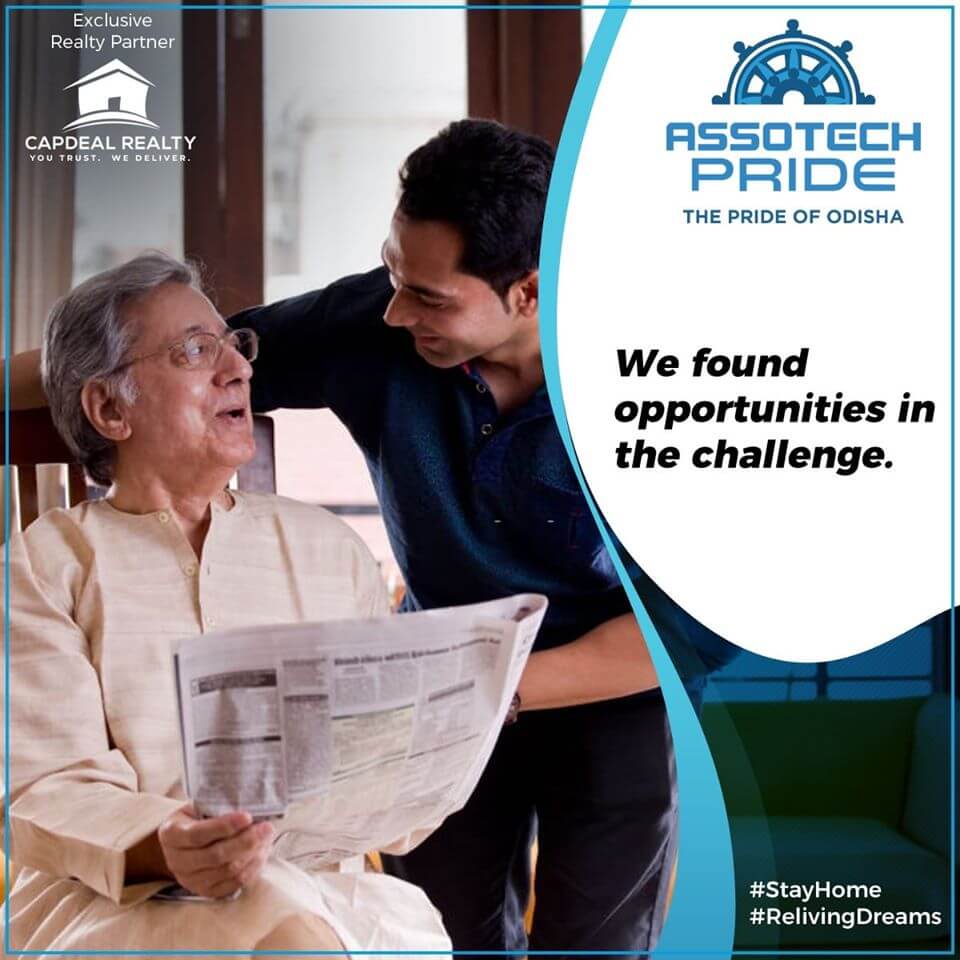 Exclusive
Realty Partner
CAPDEAL REALTY
YOU TRUST. WE DELIVER.
ASSOTECH
PRIDE
THE PRIDE OF ODISHA
We found
opportunities in
the challenge.
#StayHome
#RelivingDreams